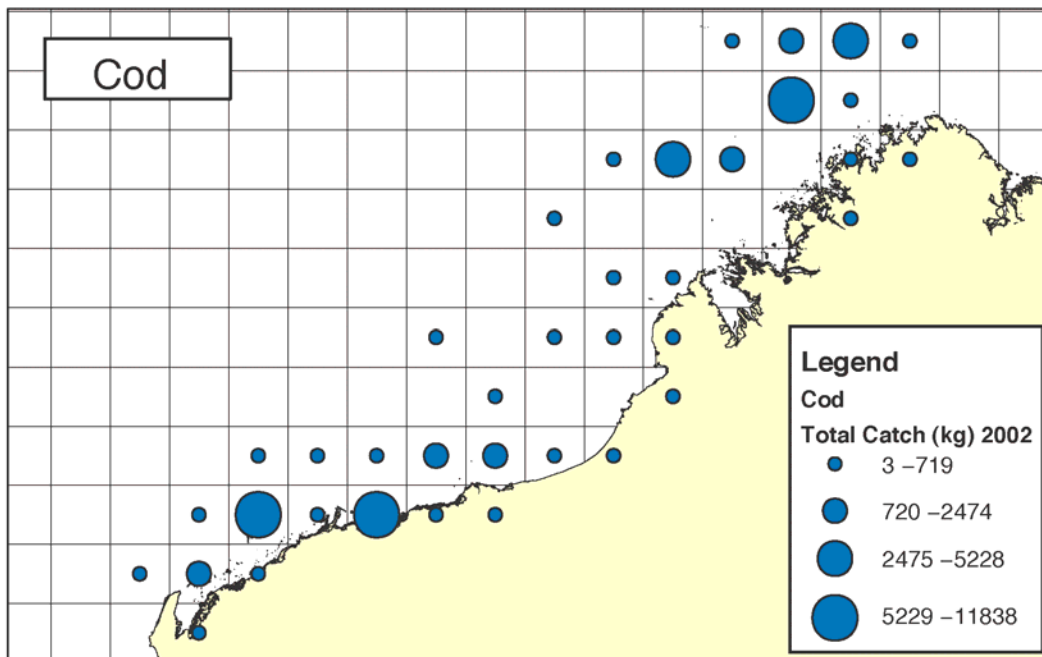 Cod
Legend
Cod
Total Catch (kg) 2002
3 –719
720 –2474
2475 –5228
5229 –11838